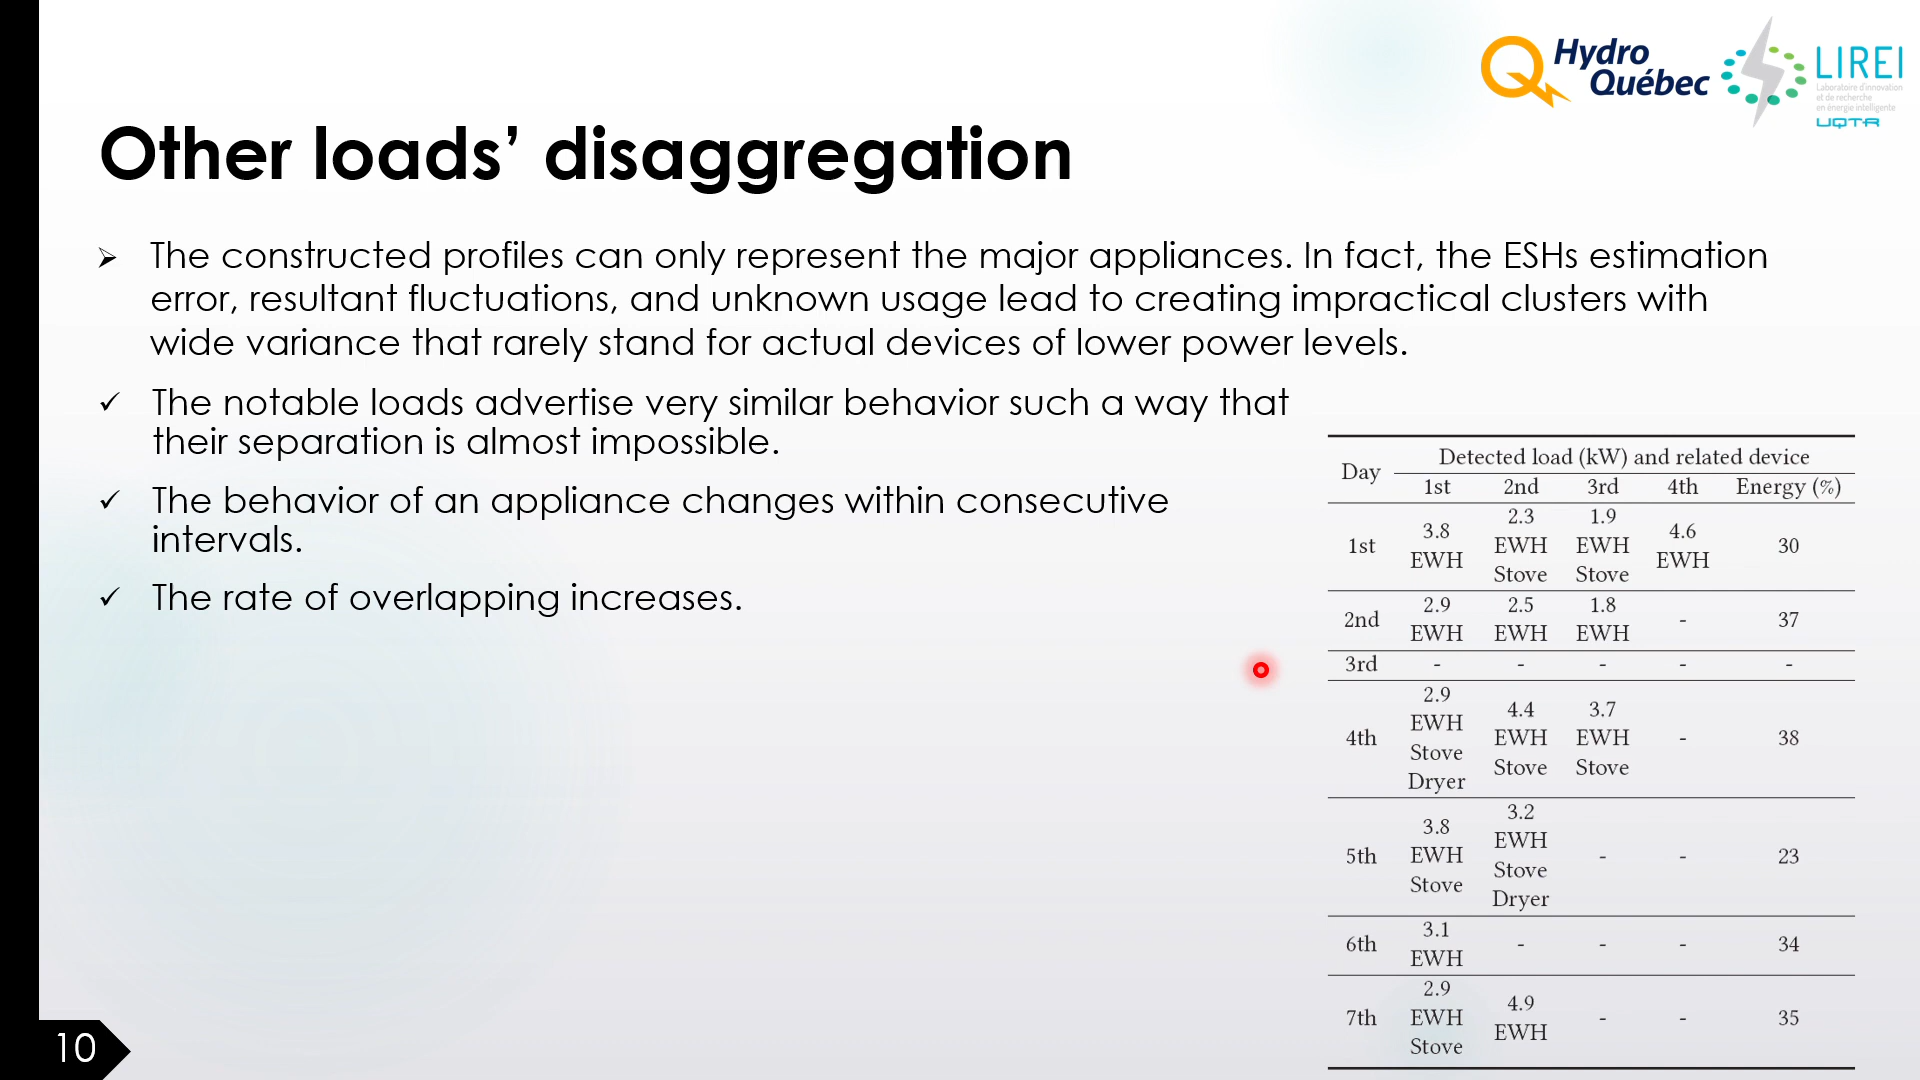 Hydro
Québec
LIREI
Laboratoire d'innovation
et de recherche
en énergie intelligente
UQTR
Other loads’ disaggregation
➢ The constructed profiles can only represent the major appliances. In fact, the ESHs estimation
error, resultant fluctuations, and unknown usage lead to creating impractical clusters with
wide variance that rarely stand for actual devices of lower power levels.
✓ The notable loads advertise very similar behavior such a way that
their separation is almost impossible.
✓ The behavior of an appliance changes within consecutive
intervals.
✓ The rate of overlapping increases.
Day Detected load (kW) and related device
1st 2nd 3rd 4th Energy (%)
1st 3.8 EWH 2.3 EWH Stove 1.9 EWH Stove 4.6 EWH 30
2nd 2.9 EWH 2.5 EWH 1.8 EWH - 37
3rd - - - - -
4th 2.9 EWH Stove Dryer 4.4 EWH Stove 3.7 EWH Stove - 38
5th 3.8 EWH Stove 3.2 EWH Stove Dryer - - 23
6th 3.1 EWH - - - 34
7th 2.9 EWH Stove 4.9 EWH - - 35
10